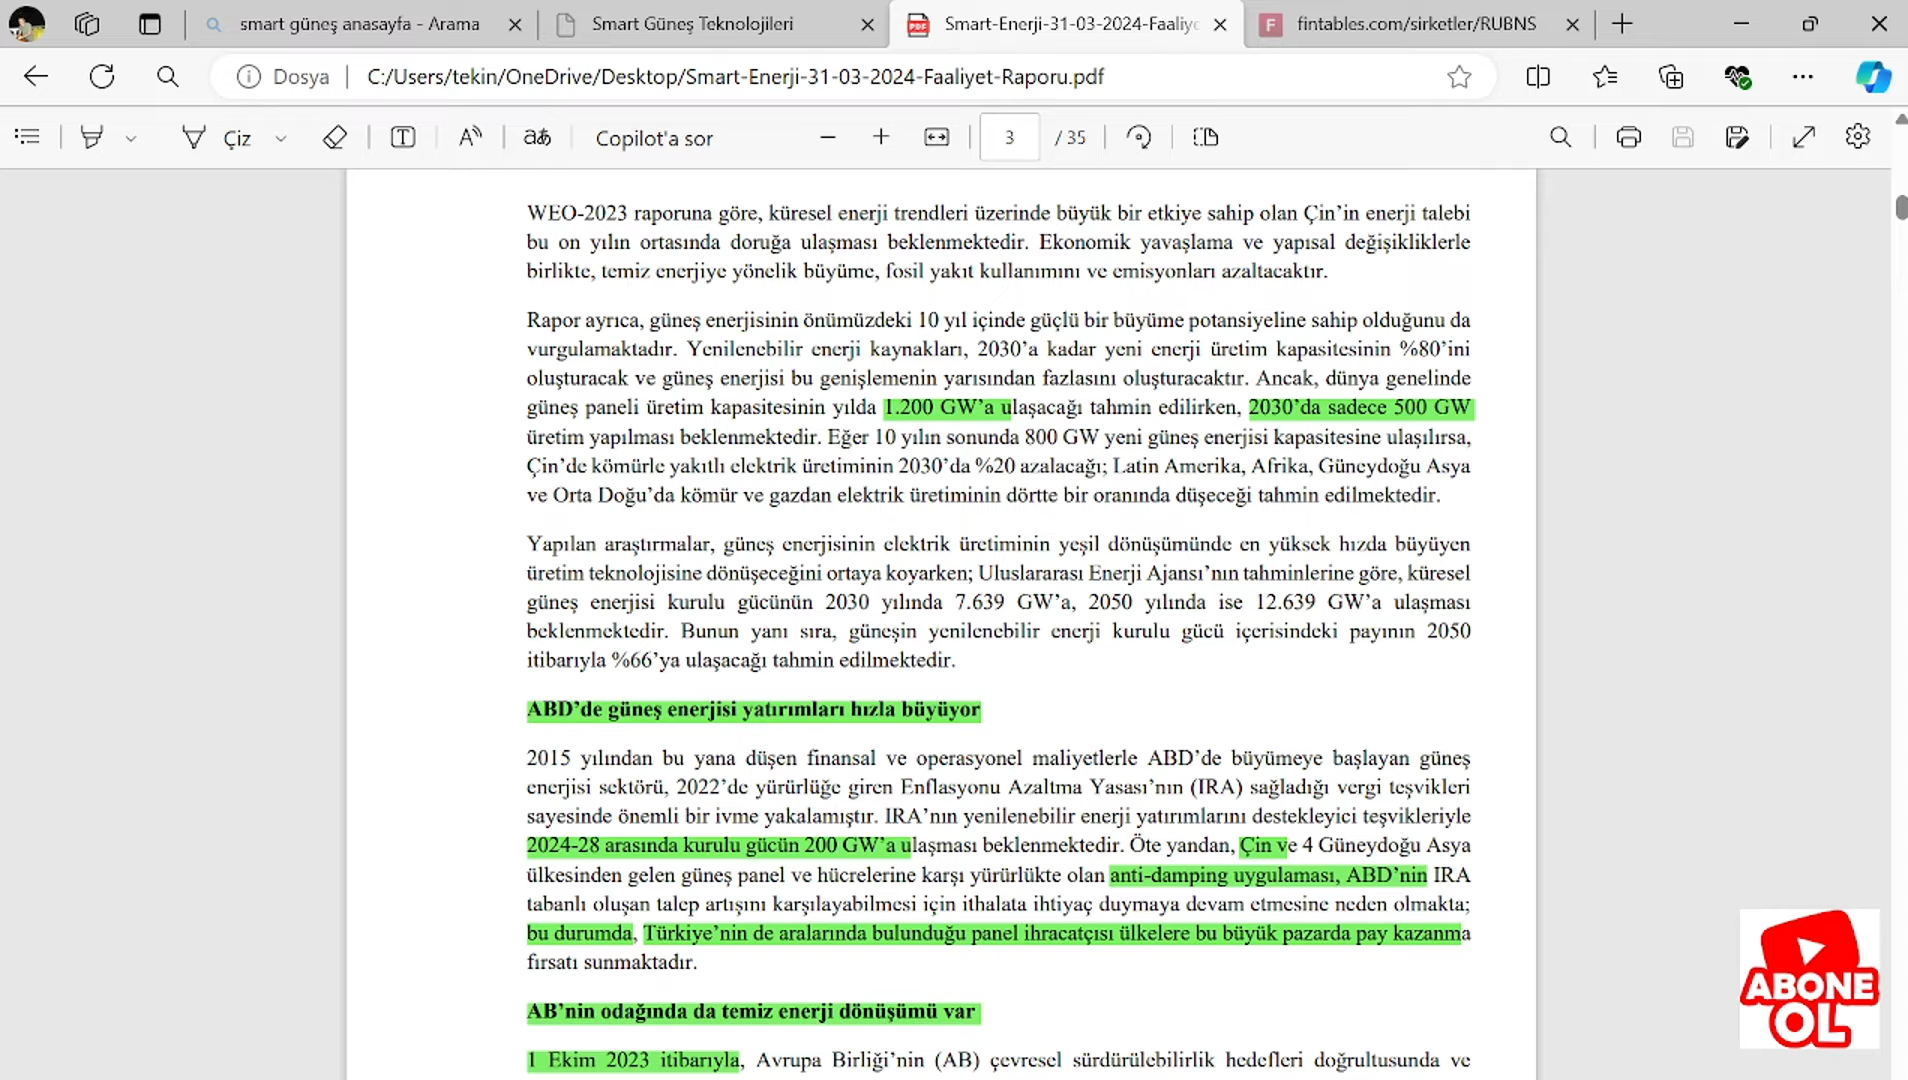 smart güneş anasayfa - Arama
Smart Güneş Teknolojileri
PDF
Smart-Enerji-31-03-2024-Faaliye
F
fintables.com/sirketler/RUBNS
Dosya
C:/Users/tekin/OneDrive/Desktop/Smart-Enerji-31-03-2024-Faaliyet-Raporu.pdf
Çiz
Copilot'a sor
3
/ 35
WEO-2023 raporuna göre, küresel enerji trendleri üzerinde büyük bir etkiye sahip olan Çin’in enerji talebi
bu on yılın ortasında doruğa ulaşması beklenmektedir. Ekonomik yavaşlama ve yapısal değişikliklerle
birlikte, temiz enerjiye yönelik büyüme, fosil yakıt kullanımını ve emisyonları azaltacaktır.
Rapor ayrıca, güneş enerjisinin önümüzdeki 10 yıl içinde güçlü bir büyüme potansiyeline sahip olduğunu da
vurgulamaktadır. Yenilenebilir enerji kaynakları, 2030’a kadar yeni enerji üretim kapasitesinin %80’ini
oluşturacak ve güneş enerjisi bu genişlemenin yarısından fazlasını oluşturacaktır. Ancak, dünya genelinde
güneş paneli üretim kapasitesinin yılda 1.200 GW’a ulaşacağı tahmin edilirken, 2030’da sadece 500 GW
üretim yapılması beklenmektedir. Eğer 10 yılın sonunda 800 GW yeni güneş enerjisi kapasitesine ulaşılırsa,
Çin’de kömürle yakıtlı elektrik üretiminin 2030’da %20 azalacağı; Latin Amerika, Afrika, Güneydoğu Asya
ve Orta Doğu’da kömür ve gazdan elektrik üretiminin dörtte bir oranında düşeceği tahmin edilmektedir.
Yapılan araştırmalar, güneş enerjisinin elektrik üretiminin yeşil dönüşümünde en yüksek hızda büyüyen
üretim teknolojisine dönüşeceğini ortaya koyarken; Uluslararası Enerji Ajansı’nın tahminlerine göre, küresel
güneş enerjisi kurulu gücünün 2030 yılında 7.639 GW’a, 2050 yılında ise 12.639 GW’a ulaşması
beklenmektedir. Bunun yanı sıra, güneşin yenilenebilir enerji kurulu gücü içerisindeki payının 2050
itibarıyla %66’ya ulaşacağı tahmin edilmektedir.
ABD’de güneş enerjisi yatırımları hızla büyüyor
2015 yılından bu yana düşen finansal ve operasyonel maliyetlerle ABD’de büyümeye başlayan güneş
enerjisi sektörü, 2022’de yürürlüğe giren Enflasyonu Azaltma Yasası’nın (IRA) sağladığı vergi teşvikleri
sayesinde önemli bir ivme yakalamıştır. IRA’nın yenilenebilir enerji yatırımlarını destekleyici teşvikleriyle
2024-28 arasında kurulu gücün 200 GW’a ulaşması beklenmektedir. Öte yandan, Çin ve 4 Güneydoğu Asya
ülkesinden gelen güneş panel ve hücrelerine karşı yürürlükte olan anti-damping uygulaması, ABD’nin IRA
tabanlı oluşan talep artışını karşılayabilmesi için ithalata ihtiyaç duymaya devam etmesine neden olmakta;
bu durumda, Türkiye’nin de aralarında bulunduğu panel ihracatçısı ülkelere bu büyük pazarda pay kazanma
fırsatı sunmaktadır.
AB’nin odağında da temiz enerji dönüşümü var
1 Ekim 2023 itibarıyla, Avrupa Birliği’nin (AB) çevresel sürdürülebilirlik hedefleri doğrultusunda ve
ABONE
OL